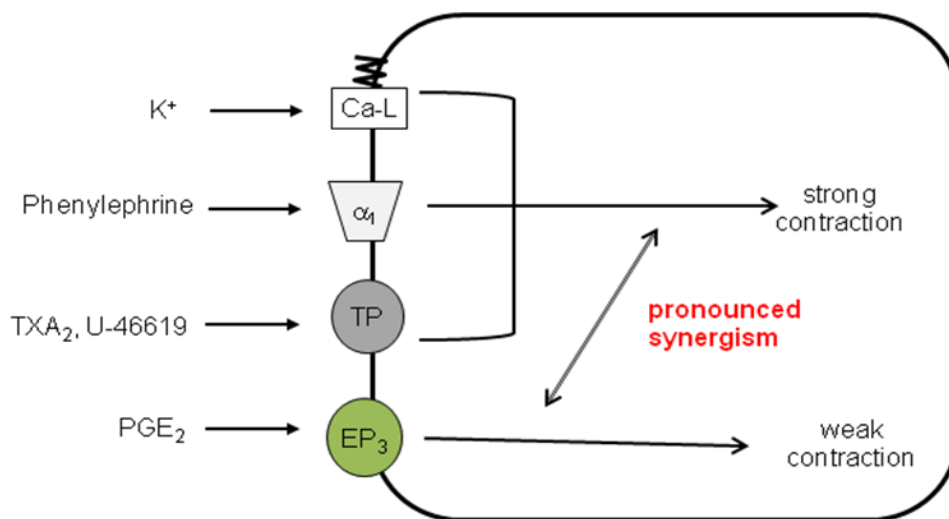 K⁺
Ca-L
Phenylephrine
α₁
strong
contraction
TXA₂, U-46619
TP
pronounced
synergism
PGE₂
EP₃
weak
contraction